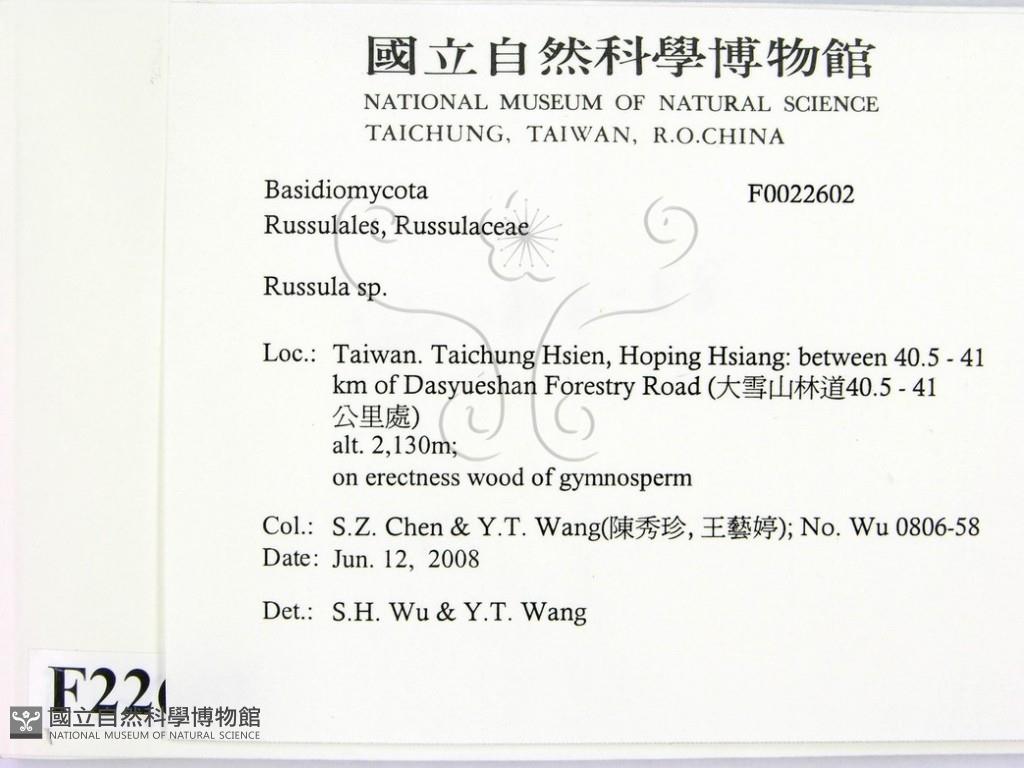 國立自然科學博物館
NATIONAL MUSEUM OF NATURAL SCIENCE
TAICHUNG, TAIWAN, R.O.CHINA
Basidiomycota F0022602
Russulales, Russulaceae
Russula sp.
Loc.: Taiwan. Taichung Hsien, Hoping Hsiang: between 40.5 - 41
km of Dasyueshan Forestry Road (大雪山林道40.5 - 41
公里處)
alt. 2,130m;
on erectness wood of gymnosperm
Col.: S.Z. Chen & Y.T. Wang(陳秀珍, 王藝婷); No. Wu 0806-58
Date: Jun. 12, 2008
Det.: S.H. Wu & Y.T. Wang
國立自然科學博物館
NATIONAL MUSEUM OF NATURAL SCIENCE